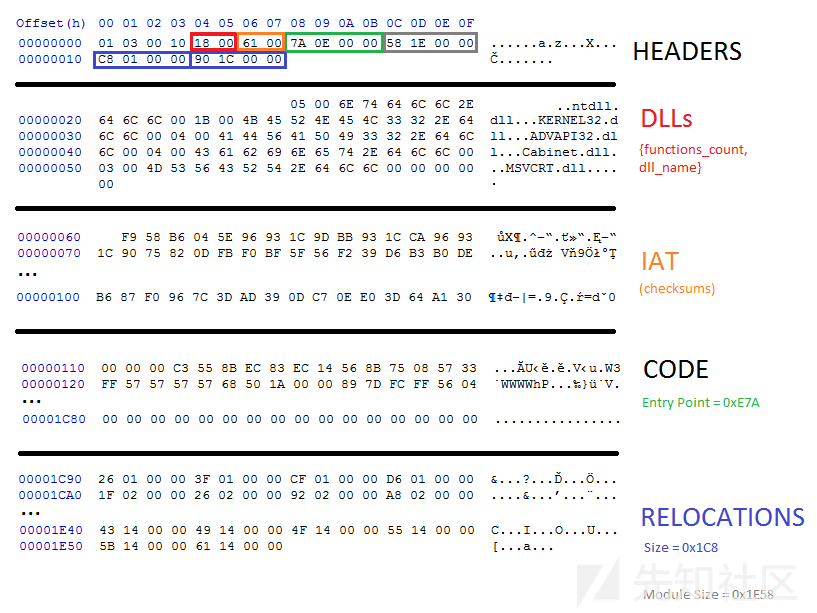 Offset(h) 00 01 02 03 04 05 06 07 08 09 0A 0B 0C 0D 0E 0F
00000000 01 03 00 10 18 00 61 00 7A 0E 00 00 58 1E 00 00 ......a.z...X...
00000010 C8 01 00 00 90 1C 00 00 Č.......
HEADERS
05 00 6E 74 64 6C 6C 2E ..ntdll.
00000020 64 6C 6C 00 1B 00 4B 45 52 4E 45 4C 33 32 2E 64 dll...KERNEL32.d
00000030 6C 6C 00 04 00 41 44 56 41 50 49 33 32 2E 64 6C ll...ADVAPI32.dl
00000040 6C 00 04 00 43 61 62 69 6E 65 74 2E 64 6C 6C 00 l...Cabinet.dll.
00000050 03 00 4D 53 56 43 52 54 2E 64 6C 6C 00 00 00 00 ..MSVCRT.dll....
00 .
DLLs
{functions_count,
dll_name}
00000060 F9 58 B6 04 5E 96 93 1C 9D BB 93 1C CA 96 93 ůX¶.^–“.ť»“.Ę–“
00000070 1C 90 75 82 0D FB F0 BF 5F 56 F2 39 D6 B3 B0 DE
...
00000100 B6 87 F0 96 7C 3D AD 39 0D C7 0E E0 3D 64 A1 30 ¶‡đ–|=.9.Ç.ŕ=dˇ0
IAT
(checksums)
00000110 00 00 00 C3 55 8B EC 83 EC 14 56 8B 75 08 57 33 ...ĂU‹ě.ě.V‹u.W3
00000120 FF 57 57 57 57 68 50 1A 00 00 89 7D FC FF 56 04 ˙WWWWhP...‰}ü˙V.
...
00001C80 00 00 00 00 00 00 00 00 00 00 00 00 00 00 00 00 ................
CODE
Entry Point = 0xE7A
00001C90 26 01 00 00 3F 01 00 00 CF 01 00 00 D6 01 00 00 &...?...Ď...Ö...
00001CA0 1F 02 00 00 26 02 00 00 92 02 00 00 A8 02 00 00 ....&...’...¨...
...
00001E40 43 14 00 00 49 14 00 00 4F 14 00 00 55 14 00 00 C...I...O...U...
00001E50 5B 14 00 00 61 14 00 00 [...a...
RELOCATIONS
Size = 0x1C8
先知社区
Module Size = 0x1E58